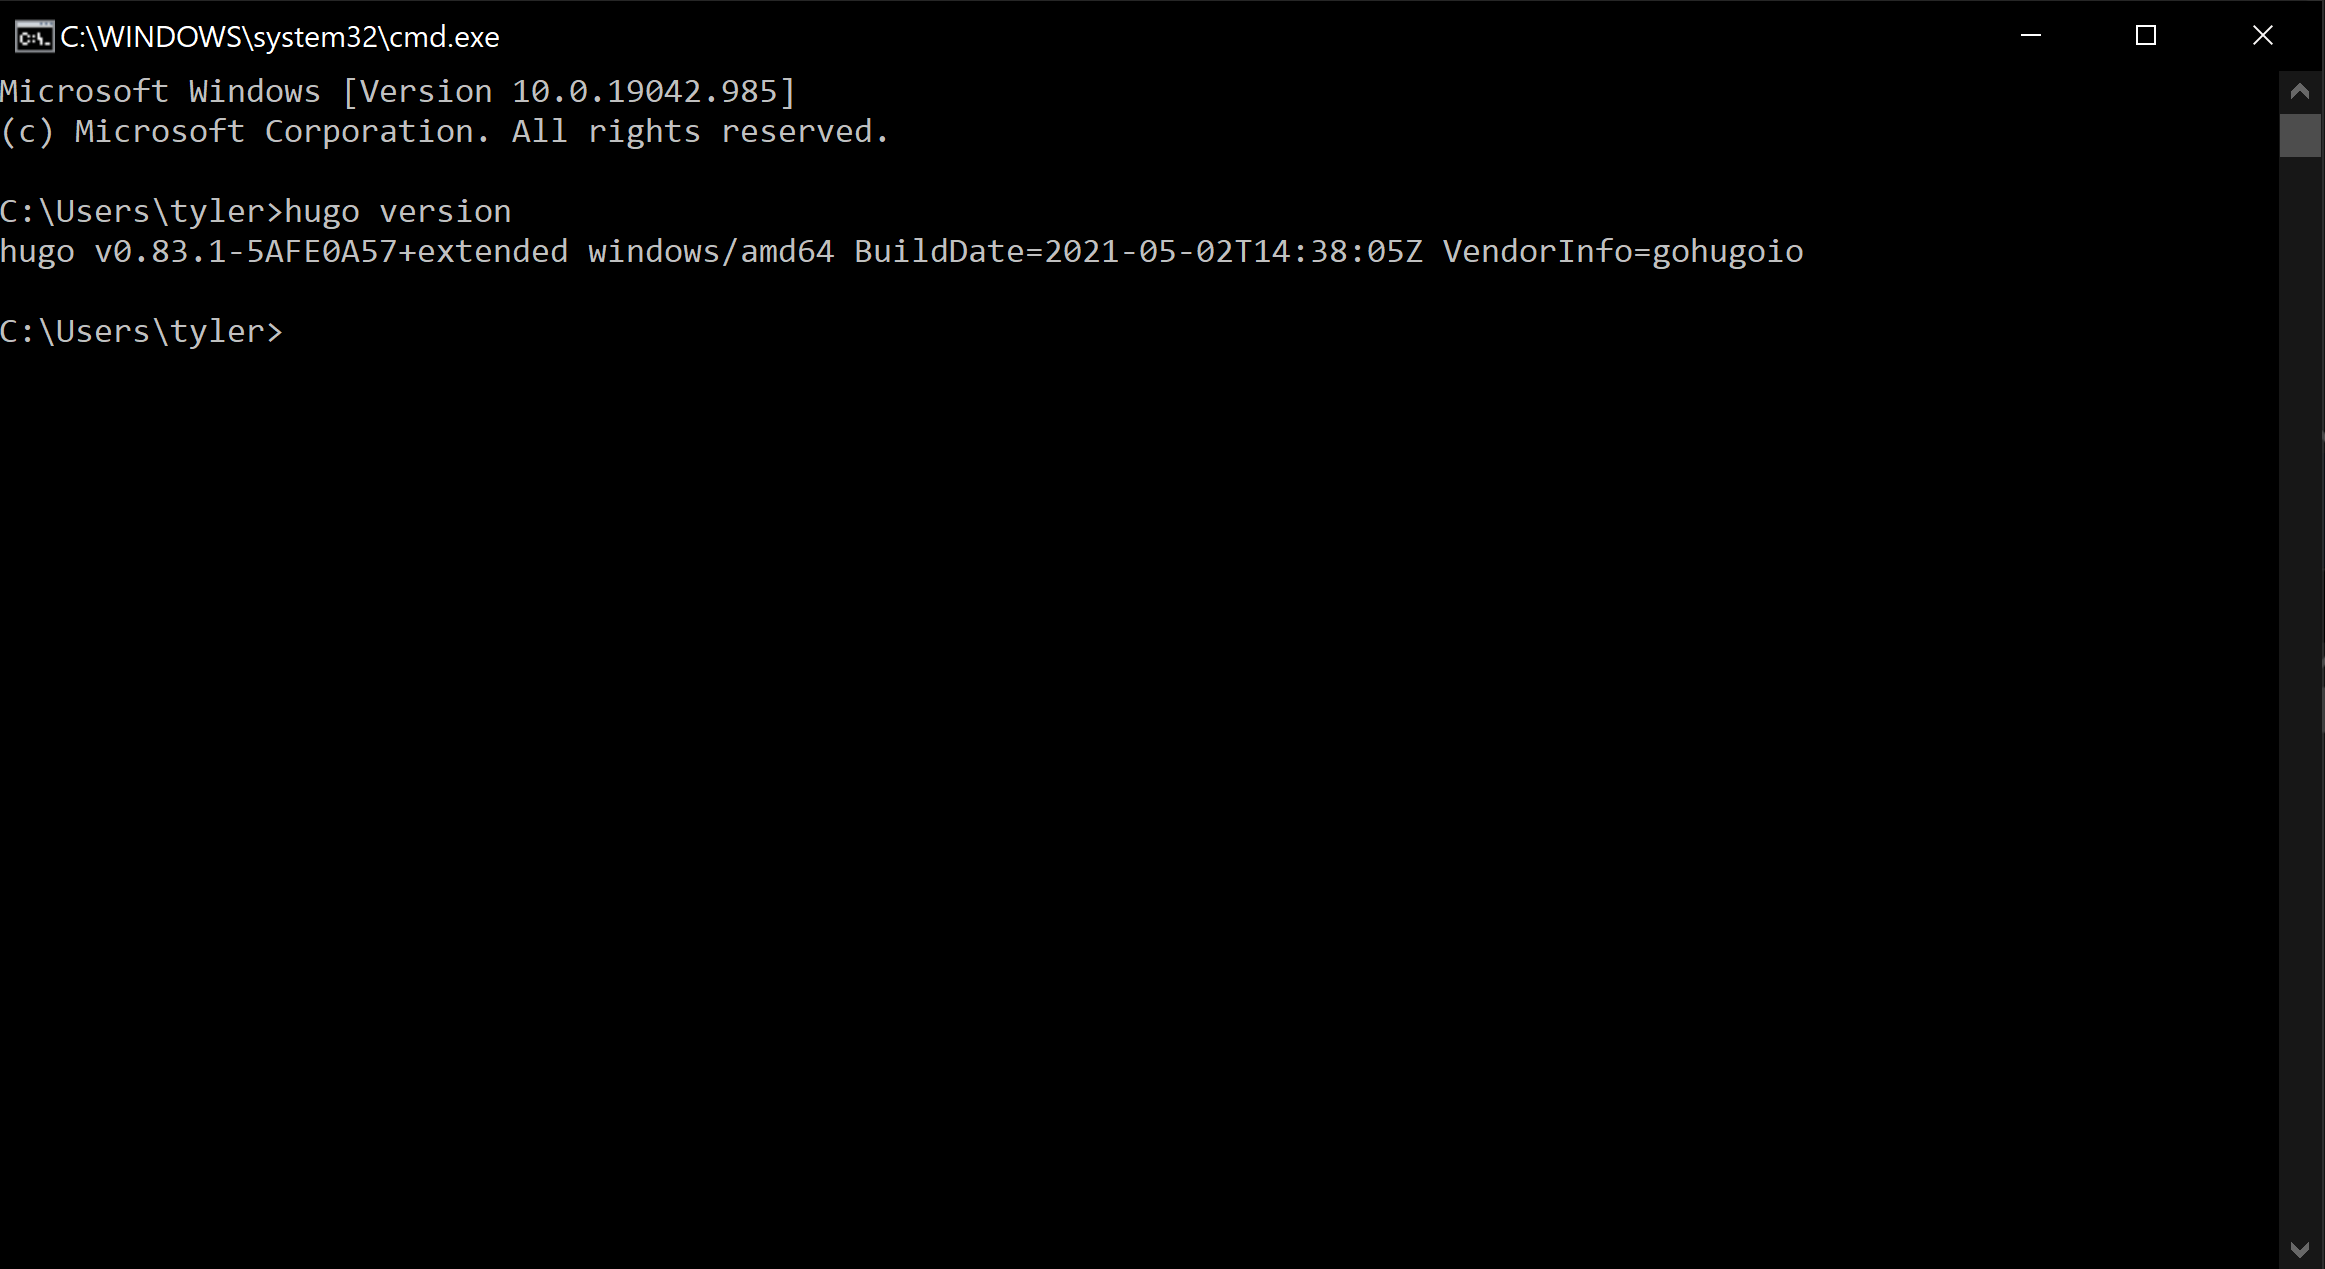 C:\WINDOWS\system32\cmd.exe
Microsoft Windows [Version 10.0.19042.985]
(c) Microsoft Corporation. All rights reserved.
C:\Users\tyler>hugo version
hugo v0.83.1-5AFE0A57+extended windows/amd64 BuildDate=2021-05-02T14:38:05Z VendorInfo=gohugoio
C:\Users\tyler>